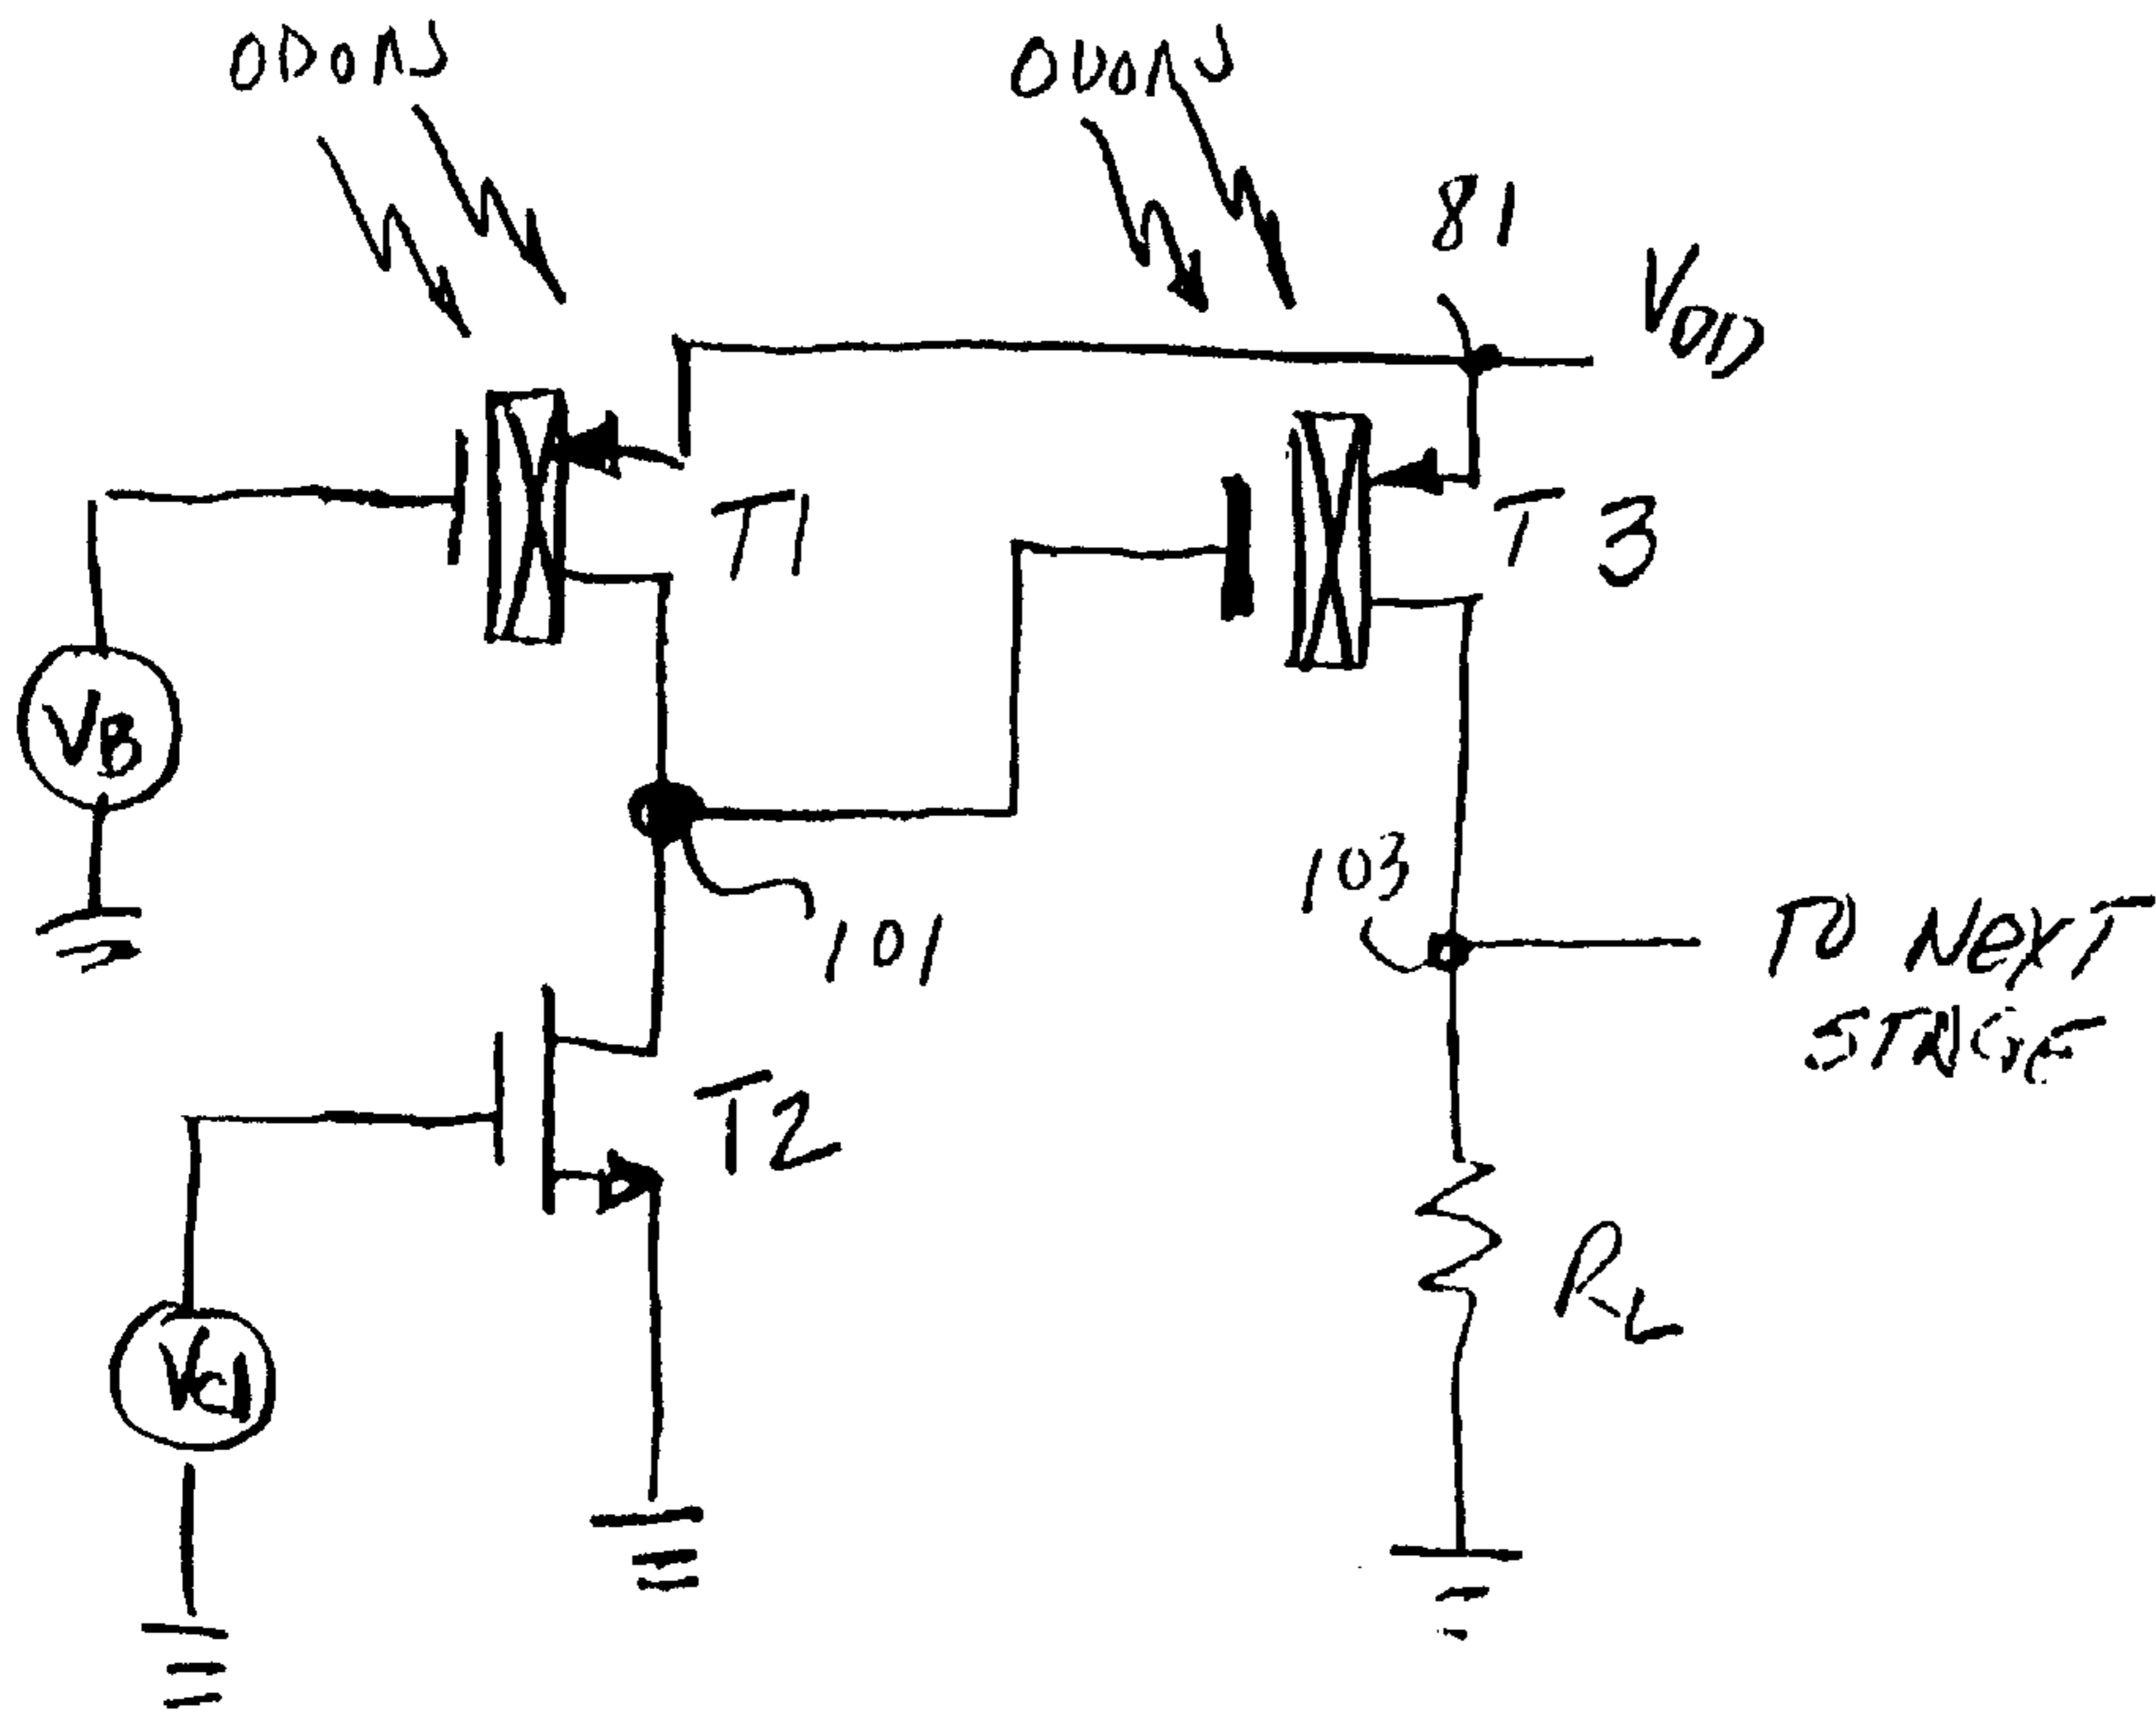 ODORS
ODORS
81
VDD
T1
T3
VB
101
103
TO NEXT
STAGE
T2
VC1
RL